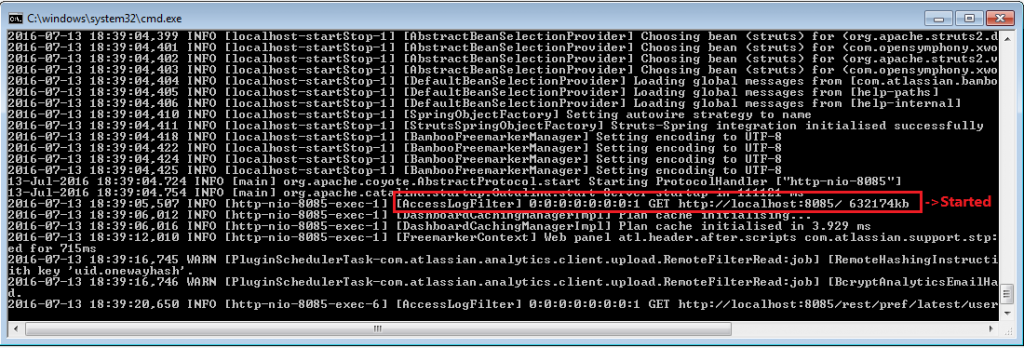 C:\windows\system32\cmd.exe
2016-07-13 18:39:04,399 INFO [localhost-startStop-1] [AbstractBeanSelectionProvider] Choosing bean (struts) for (org.apache.struts2.d
2016-07-13 18:39:04,401 INFO [localhost-startStop-1] [AbstractBeanSelectionProvider] Choosing bean (struts) for (com.opensymphony.xwo
2016-07-13 18:39:04,402 INFO [localhost-startStop-1] [AbstractBeanSelectionProvider] Choosing bean (struts) for (org.apache.struts2.v
2016-07-13 18:39:04,403 INFO [localhost-startStop-1] [AbstractBeanSelectionProvider] Choosing bean (struts) for (com.opensymphony.xwo
2016-07-13 18:39:04,404 INFO [localhost-startStop-1] [DefaultBeanSelectionProvider] Loading global messages from [com.atlassian.bambo
2016-07-13 18:39:04,405 INFO [localhost-startStop-1] [DefaultBeanSelectionProvider] Loading global messages from [help-paths]
2016-07-13 18:39:04,406 INFO [localhost-startStop-1] [DefaultBeanSelectionProvider] Loading global messages from [help-internal]
2016-07-13 18:39:04,410 INFO [localhost-startStop-1] [SpringObjectFactory] Setting autowire strategy to name
2016-07-13 18:39:04,411 INFO [localhost-startStop-1] [StrutsSpringObjectFactory] Struts-Spring integration initialised successfully
2016-07-13 18:39:04,418 INFO [localhost-startStop-1] [BambooFreemarkerManager] Setting encoding to UTF-8
2016-07-13 18:39:04,422 INFO [localhost-startStop-1] [BambooFreemarkerManager] Setting encoding to UTF-8
2016-07-13 18:39:04,424 INFO [localhost-startStop-1] [BambooFreemarkerManager] Setting encoding to UTF-8
2016-07-13 18:39:04,425 INFO [localhost-startStop-1] [BambooFreemarkerManager] Setting encoding to UTF-8
13-Jul-2016 18:39:04.724 INFO [main] org.apache.coyote.AbstractProtocol.start Starting ProtocolHandler ["http-nio-8085"]
13-Jul-2016 18:39:04.754 INFO [main] org.apache.catalina.startup.Catalina.start Server startup in 111121 ms
2016-07-13 18:39:05,507 INFO [http-nio-8085-exec-1] [AccessLogFilter] 0:0:0:0:0:0:0:1 GET http://localhost:8085/ 632174kb ->Started
2016-07-13 18:39:06,012 INFO [http-nio-8085-exec-1] [DashboardCachingManagerImpl] Plan cache initialising...
2016-07-13 18:39:06,016 INFO [http-nio-8085-exec-1] [DashboardCachingManagerImpl] Plan cache initialised in 3.929 ms
2016-07-13 18:39:12,010 INFO [http-nio-8085-exec-1] [FreemarkerContext] Web panel atl.header.after.scripts com.atlassian.support.stp:
ed for 715ms
2016-07-13 18:39:16,745 WARN [PluginSchedulerTask-com.atlassian.analytics.client.upload.RemoteFilterRead:job] [RemoteHashingInstructi
ith key 'uid.onewayhash'.
2016-07-13 18:39:16,746 WARN [PluginSchedulerTask-com.atlassian.analytics.client.upload.RemoteFilterRead:job] [BcryptAnalyticsEmailHa
d.
2016-07-13 18:39:20,650 INFO [http-nio-8085-exec-6] [AccessLogFilter] 0:0:0:0:0:0:0:1 GET http://localhost:8085/rest/pref/latest/user